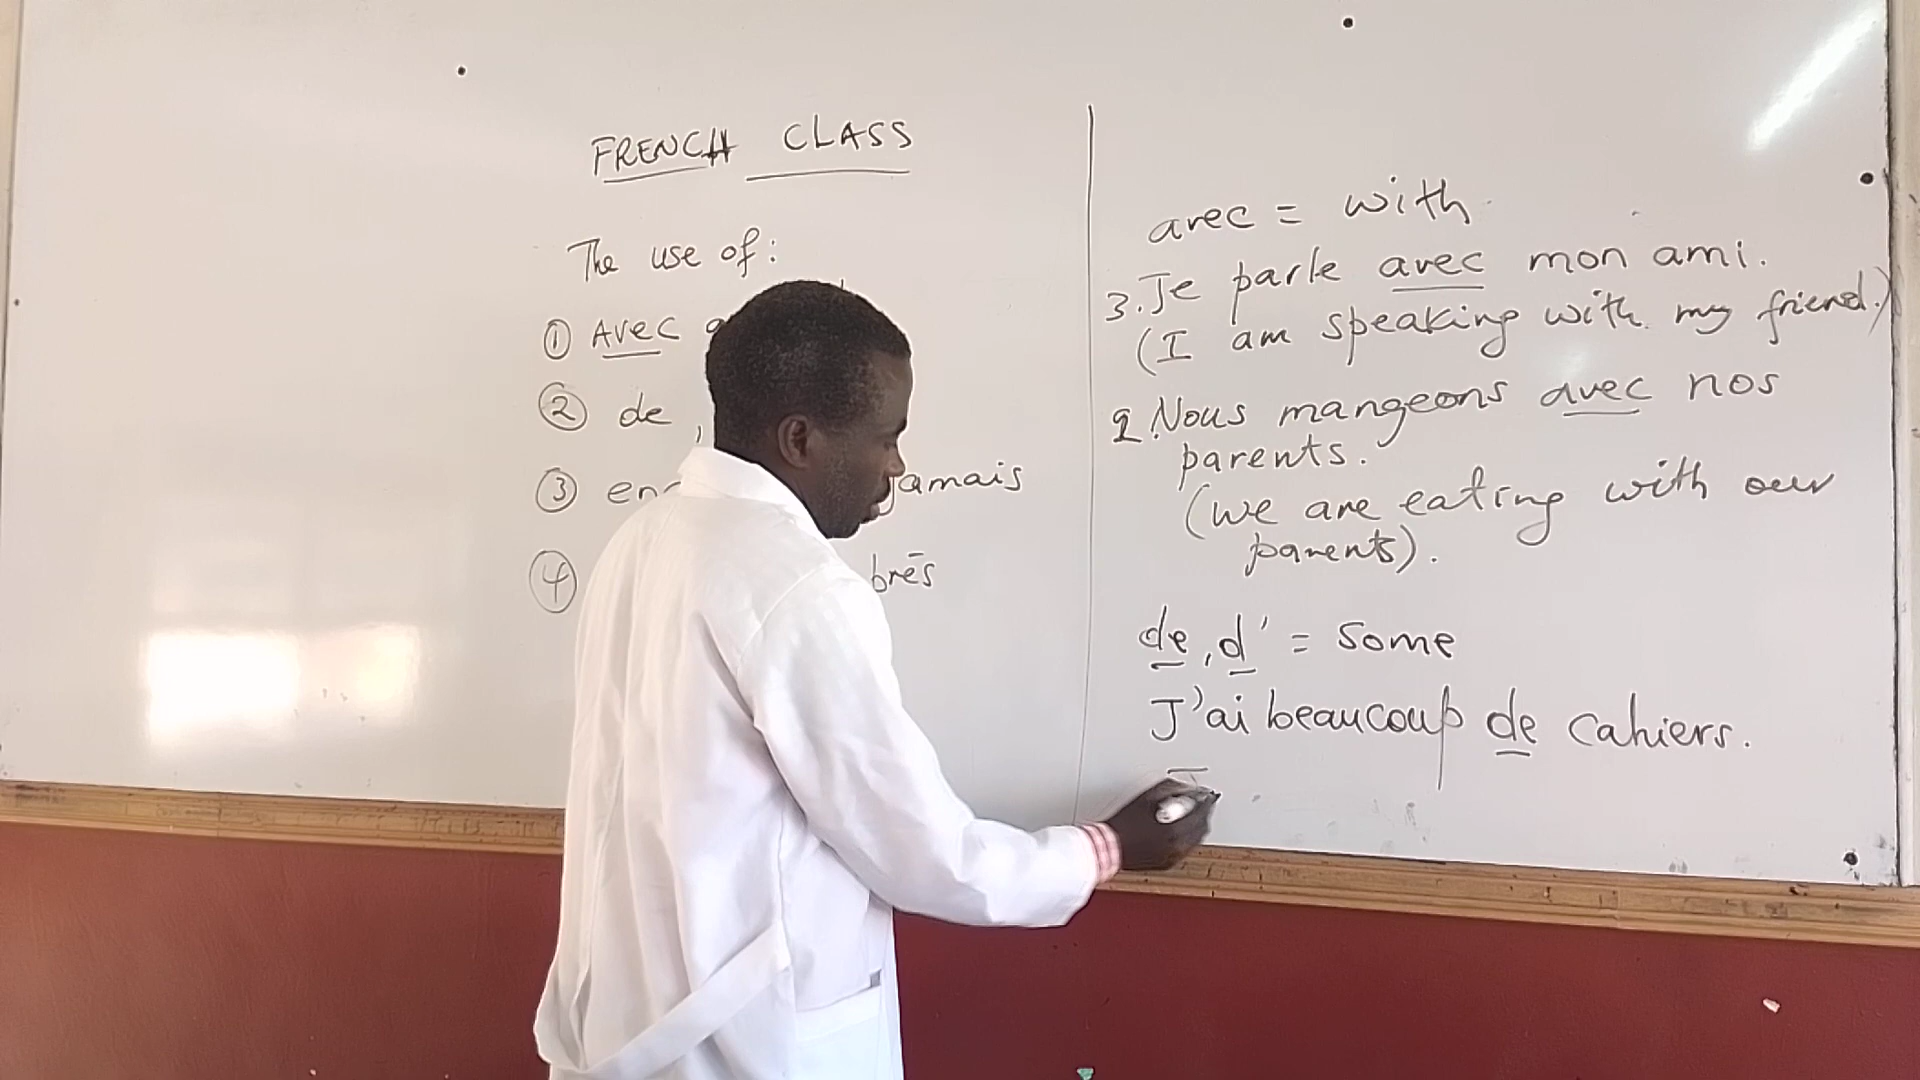 FRENCH CLASS
The use of:
① Avec
② de ,
③ jamais
④
avec = with
3. Je parle avec mon ami.
(I am speaking with my friend.)
2. Nous mangeons avec nos
parents.
(we are eating with our
parents).
de, d' = some
J'ai beaucoup de cahiers.